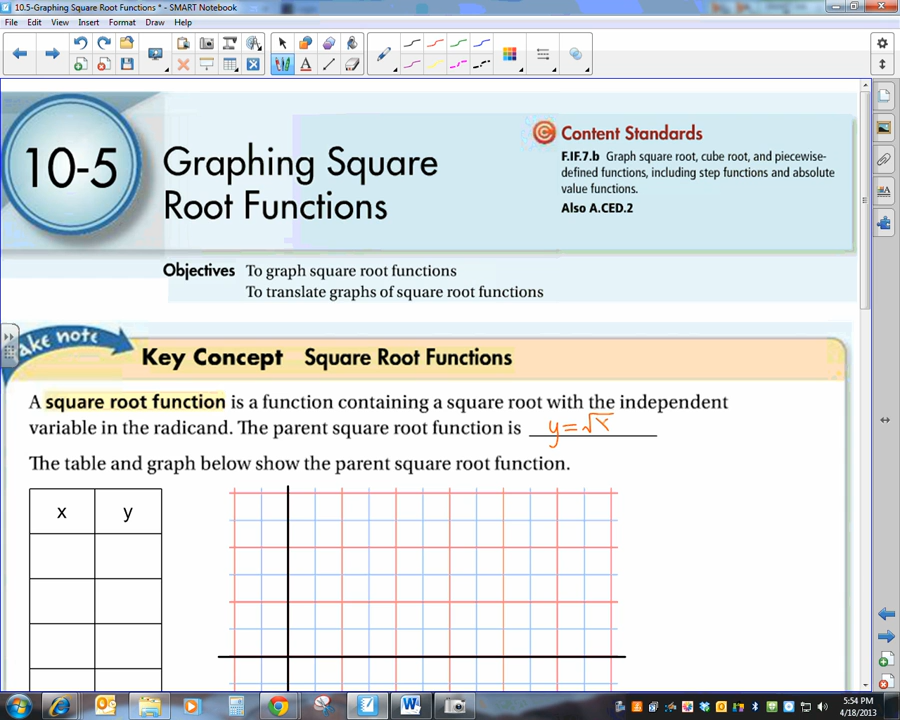 10.5-Graphing Square Root Functions * - SMART Notebook
File Edit View Insert Format Draw Help
10-5
Graphing Square
Root Functions
Content Standards
F.IF.7.b Graph square root, cube root, and piecewise-
defined functions, including step functions and absolute
value functions.
Also A.CED.2
Objectives To graph square root functions
To translate graphs of square root functions
ake note
Key Concept Square Root Functions
A square root function is a function containing a square root with the independent
variable in the radicand. The parent square root function is y=√x
The table and graph below show the parent square root function.
x y
5:54 PM
4/18/2013